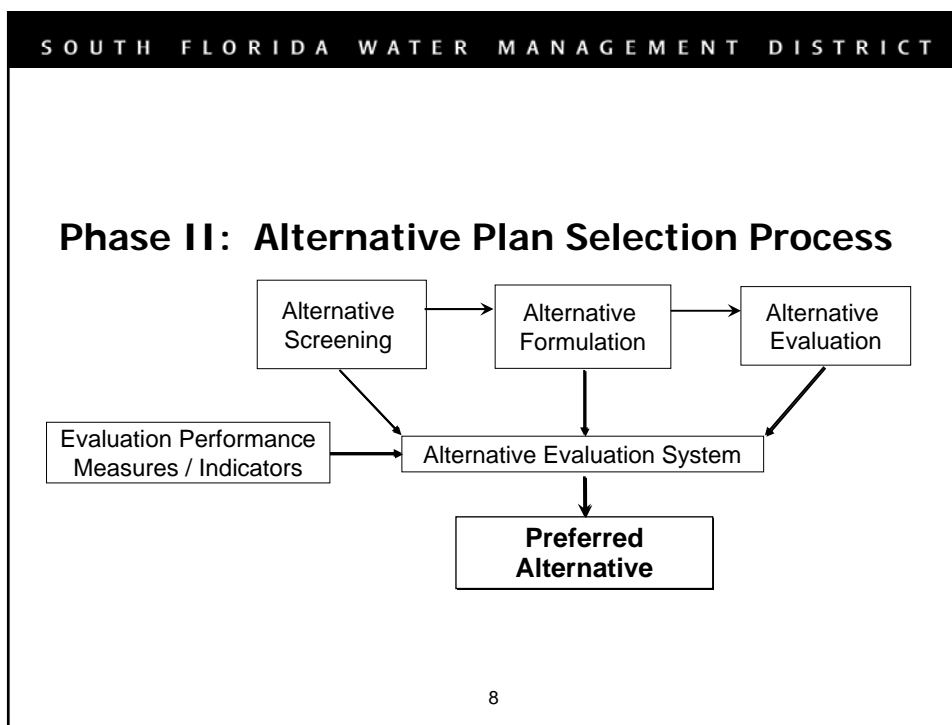 SOUTH FLORIDA WATER MANAGEMENT DISTRICT
Phase II: Alternative Plan Selection Process
Alternative
Screening
Alternative
Formulation
Alternative
Evaluation
Evaluation Performance
Measures / Indicators
Alternative Evaluation System
Preferred
Alternative
8